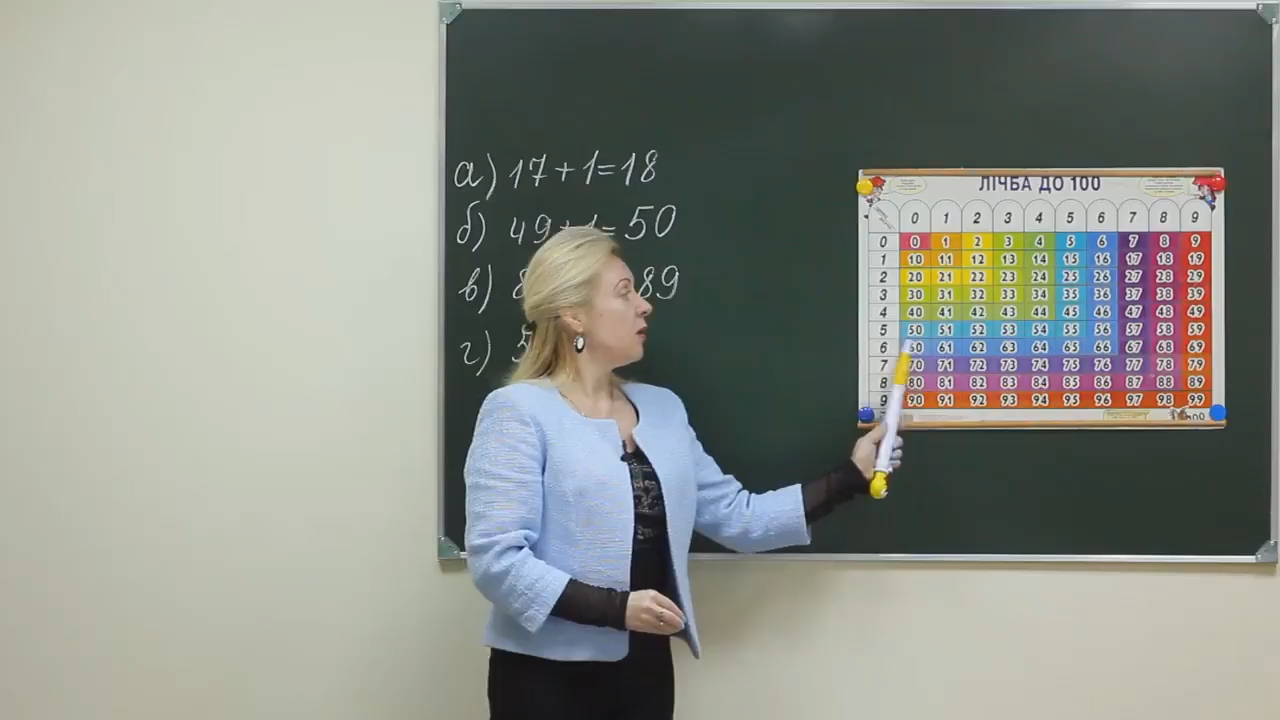 а) 17+1=18
б) 49+1=50
в) 8 89
г) 5
ЛІЧБА ДО 100
0 1 2 3 4 5 6 7 8 9
0 0 1 2 3 4 5 6 7 8 9
1 10 11 12 13 14 15 16 17 18 19
2 20 21 22 23 24 25 26 27 28 29
3 30 31 32 33 34 35 36 37 38 39
4 40 41 42 43 44 45 46 47 48 49
5 50 51 52 53 54 55 56 57 58 59
6 60 61 62 63 64 65 66 67 68 69
7 70 71 72 73 74 75 76 77 78 79
8 80 81 82 83 84 85 86 87 88 89
9 90 91 92 93 94 95 96 97 98 99